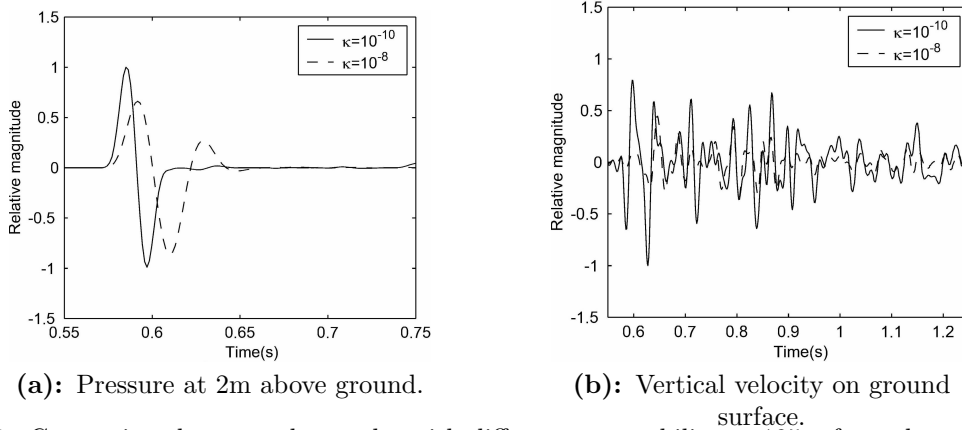 1.5
1
0.5
0
-0.5
-1
-1.5
Relative magnitude
κ=10-10
κ=10-8
0.55
0.6
0.65
0.7
0.75
Time(s)
(a): Pressure at 2m above ground.
1.5
1
0.5
0
-0.5
-1
-1.5
Relative magnitude
κ=10-10
κ=10-8
0.6
0.7
0.8
0.9
1
1.1
1.2
Time(s)
(b): Vertical velocity on ground
surface.